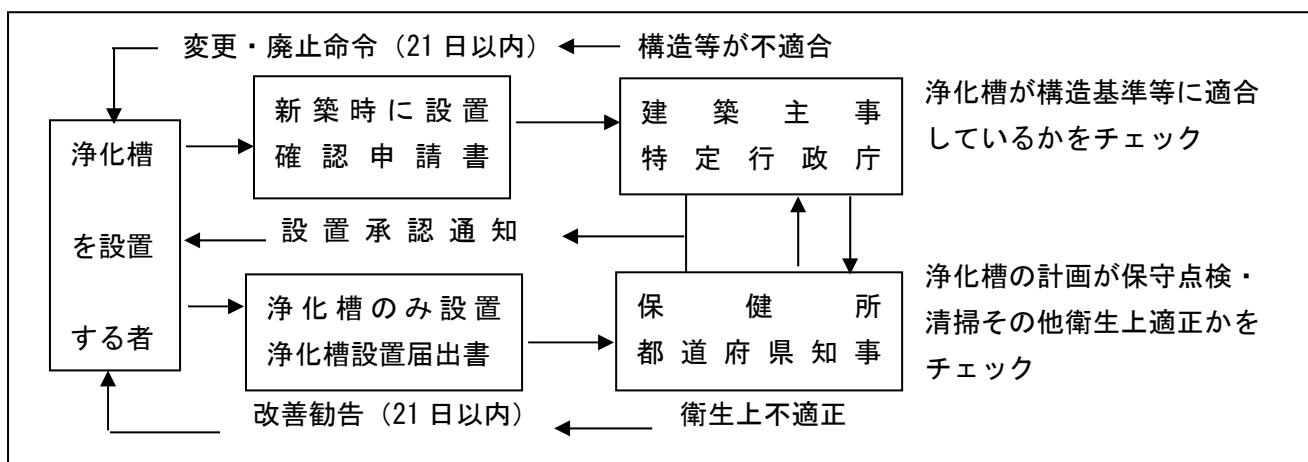 変更・廃止命令（21日以内）
構造等が不適合
新築時に設置
確認申請書
建築主事
特定行政庁
浄化槽が構造基準等に適合
しているかをチェック
浄化槽
を設置
する者
設置承認通知
浄化槽のみ設置
浄化槽設置届出書
保健所
都道府県知事
浄化槽の計画が保守点検・
清掃その他衛生上適正かを
チェック
改善勧告（21日以内）
衛生上不適正